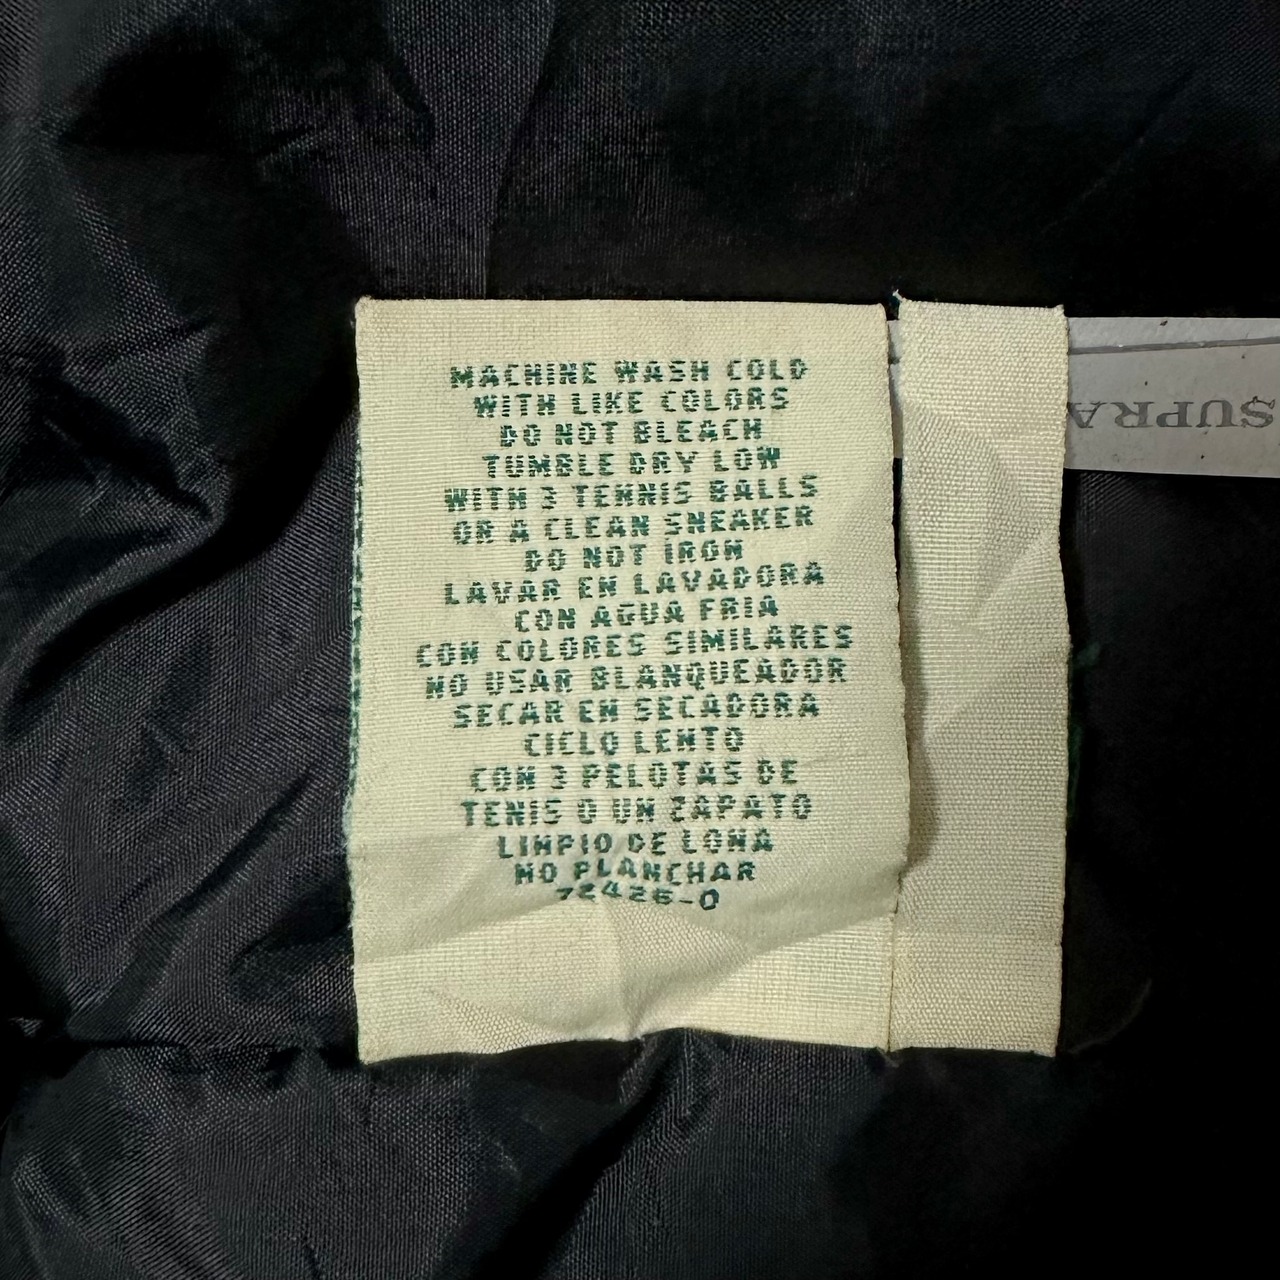 MACHINE WASH COLD
WITH LIKE COLORS
DO NOT BLEACH
TUMBLE DRY LOW
WITH 3 TENNIS BALLS
OR A CLEAN SNEAKER
DO NOT IRON
LAVAR EN LAVADORA
CON AGUA FRIA
CON COLORES SIMILARES
NO USAR BLANQUEADOR
SECAR EN SECADORA
CICLO LENTO
CON 3 PELOTAS DE
TENIS O UN ZAPATO
LIMPIO DE LONA
NO PLANCHAR
72426-0
SUPRA